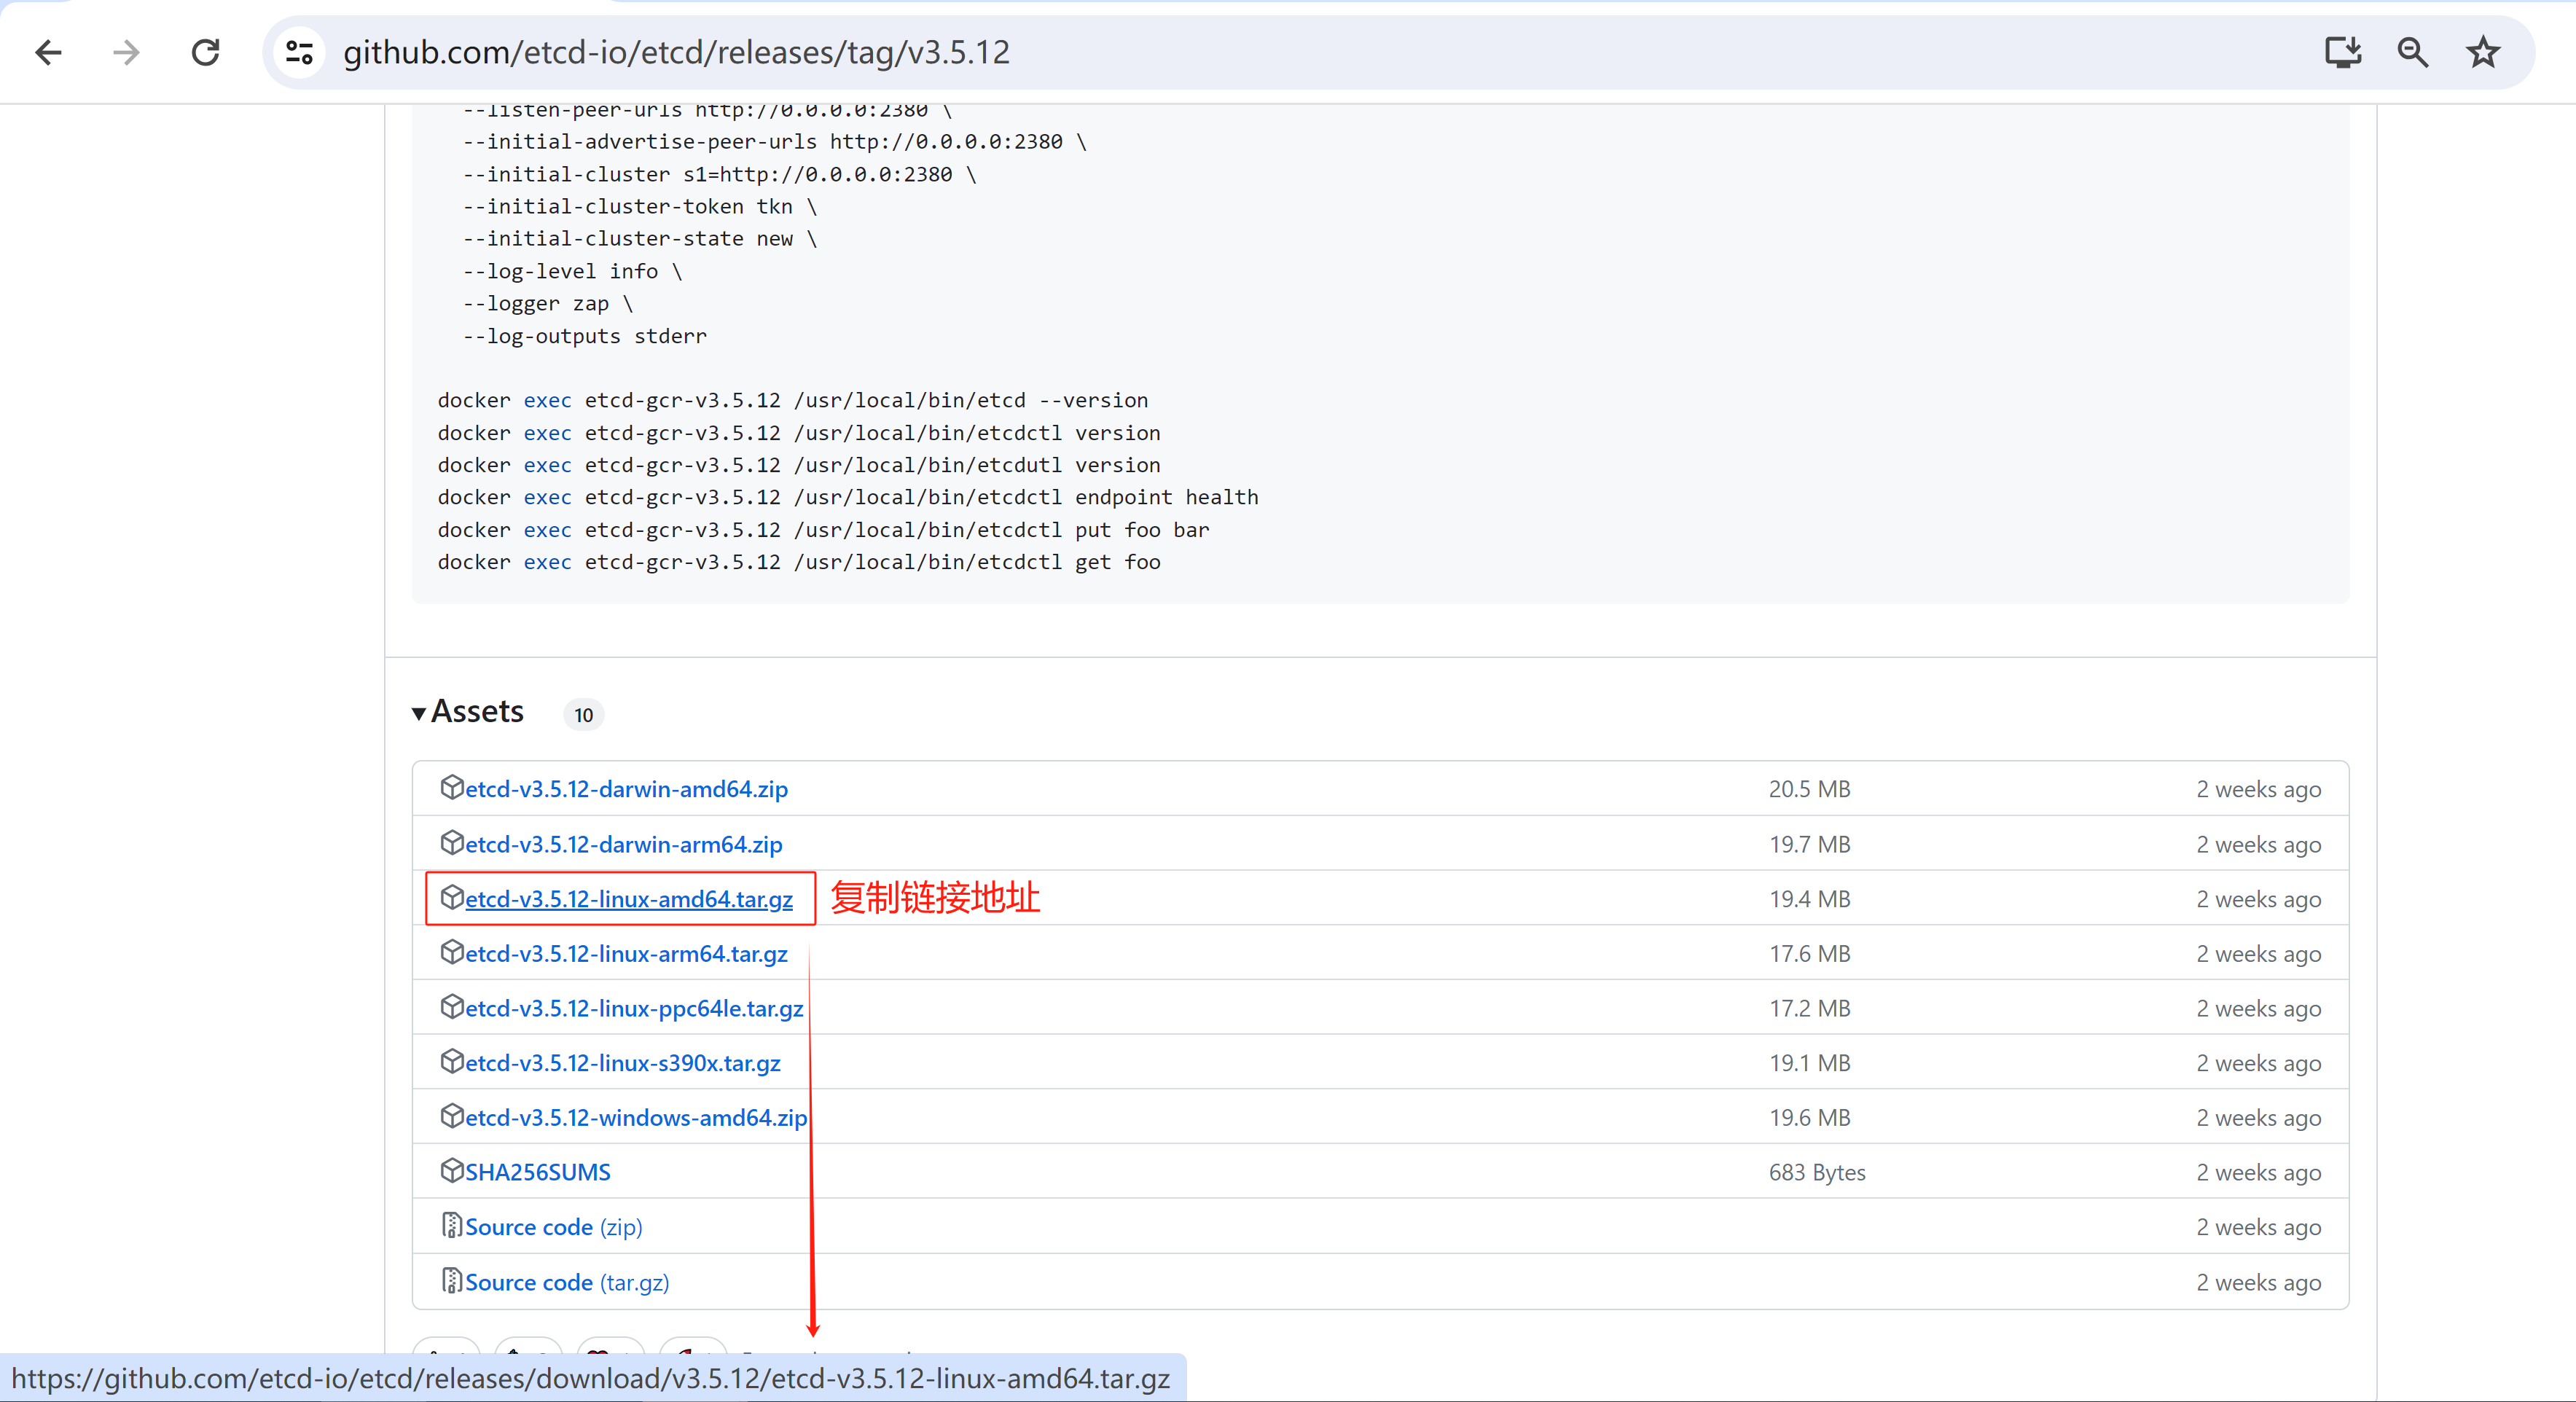 github.com/etcd-io/etcd/releases/tag/v3.5.12
--listen-peer-urls http://0.0.0.0:2380 \
--initial-advertise-peer-urls http://0.0.0.0:2380 \
--initial-cluster s1=http://0.0.0.0:2380 \
--initial-cluster-token tkn \
--initial-cluster-state new \
--log-level info \
--logger zap \
--log-outputs stderr
docker exec etcd-gcr-v3.5.12 /usr/local/bin/etcd --version
docker exec etcd-gcr-v3.5.12 /usr/local/bin/etcdctl version
docker exec etcd-gcr-v3.5.12 /usr/local/bin/etcdutl version
docker exec etcd-gcr-v3.5.12 /usr/local/bin/etcdctl endpoint health
docker exec etcd-gcr-v3.5.12 /usr/local/bin/etcdctl put foo bar
docker exec etcd-gcr-v3.5.12 /usr/local/bin/etcdctl get foo
Assets 10
etcd-v3.5.12-darwin-amd64.zip 20.5 MB 2 weeks ago
etcd-v3.5.12-darwin-arm64.zip 19.7 MB 2 weeks ago
etcd-v3.5.12-linux-amd64.tar.gz 复制链接地址 19.4 MB 2 weeks ago
etcd-v3.5.12-linux-arm64.tar.gz 17.6 MB 2 weeks ago
etcd-v3.5.12-linux-ppc64le.tar.gz 17.2 MB 2 weeks ago
etcd-v3.5.12-linux-s390x.tar.gz 19.1 MB 2 weeks ago
etcd-v3.5.12-windows-amd64.zip 19.6 MB 2 weeks ago
SHA256SUMS 683 Bytes 2 weeks ago
Source code (zip) 2 weeks ago
Source code (tar.gz) 2 weeks ago
https://github.com/etcd-io/etcd/releases/download/v3.5.12/etcd-v3.5.12-linux-amd64.tar.gz